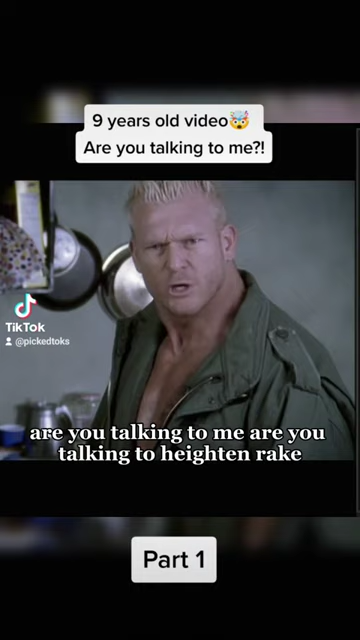 9 years old video🤯
Are you talking to me?!
TikTok
@pickedtoks
are you talking to me are you
talking to heighten rake
Part 1